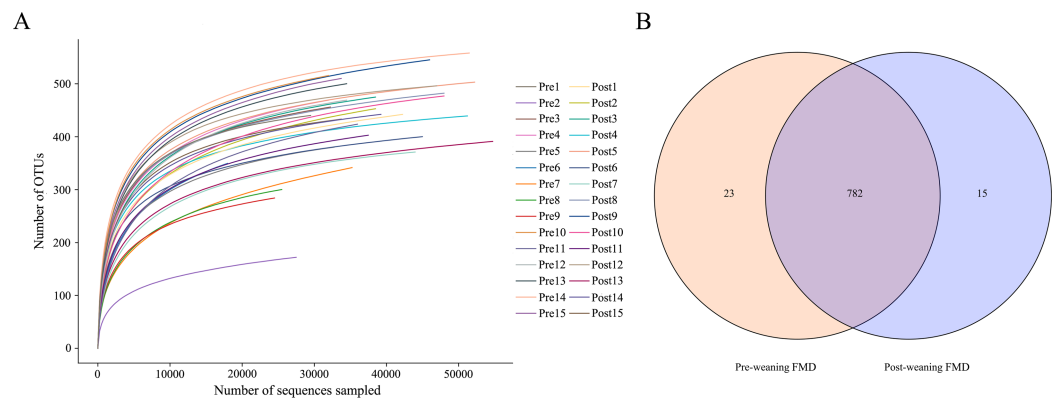 A
B
Number of OTUs
500
400
300
200
100
0
0 10000 20000 30000 40000 50000
Number of sequences sampled
Pre1 Post1
Pre2 Post2
Pre3 Post3
Pre4 Post4
Pre5 Post5
Pre6 Post6
Pre7 Post7
Pre8 Post8
Pre9 Post9
Pre10 Post10
Pre11 Post11
Pre12 Post12
Pre13 Post13
Pre14 Post14
Pre15 Post15
23 782 15
Pre-weaning FMD Post-weaning FMD